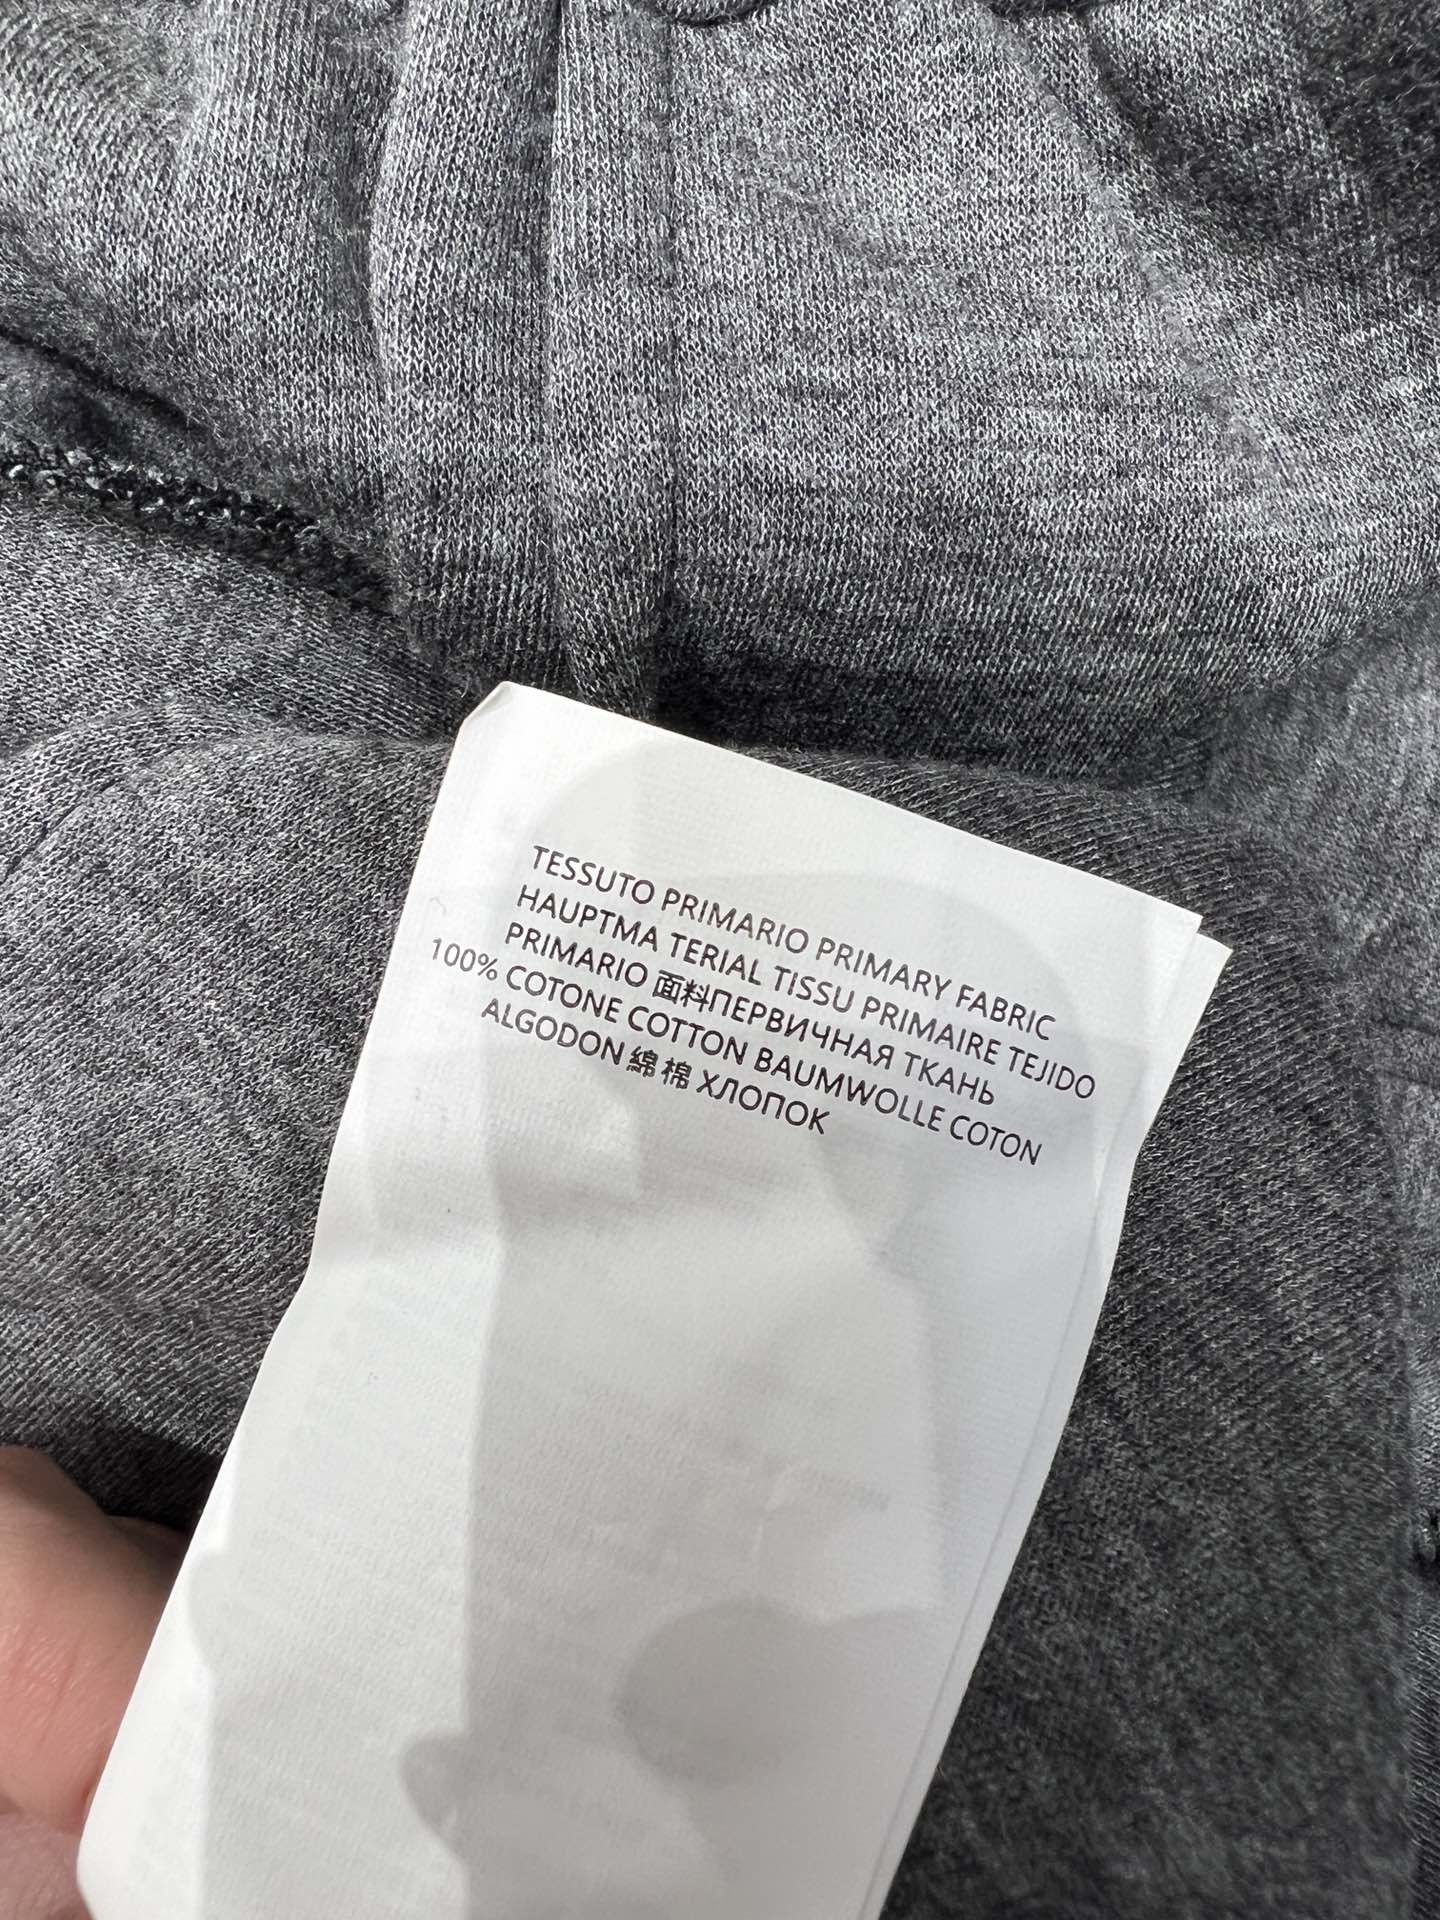 TESSUTO PRIMARIO PRIMARY FABRIC
HAUPTMA TERIAL TISSU PRIMAIRE TEJIDO
PRIMARIO 面料ПЕРВИЧНАЯ ТКАНЬ
100% COTONE COTTON BAUMWOLLE COTON
ALGODON 綿 棉 ХЛОПОК